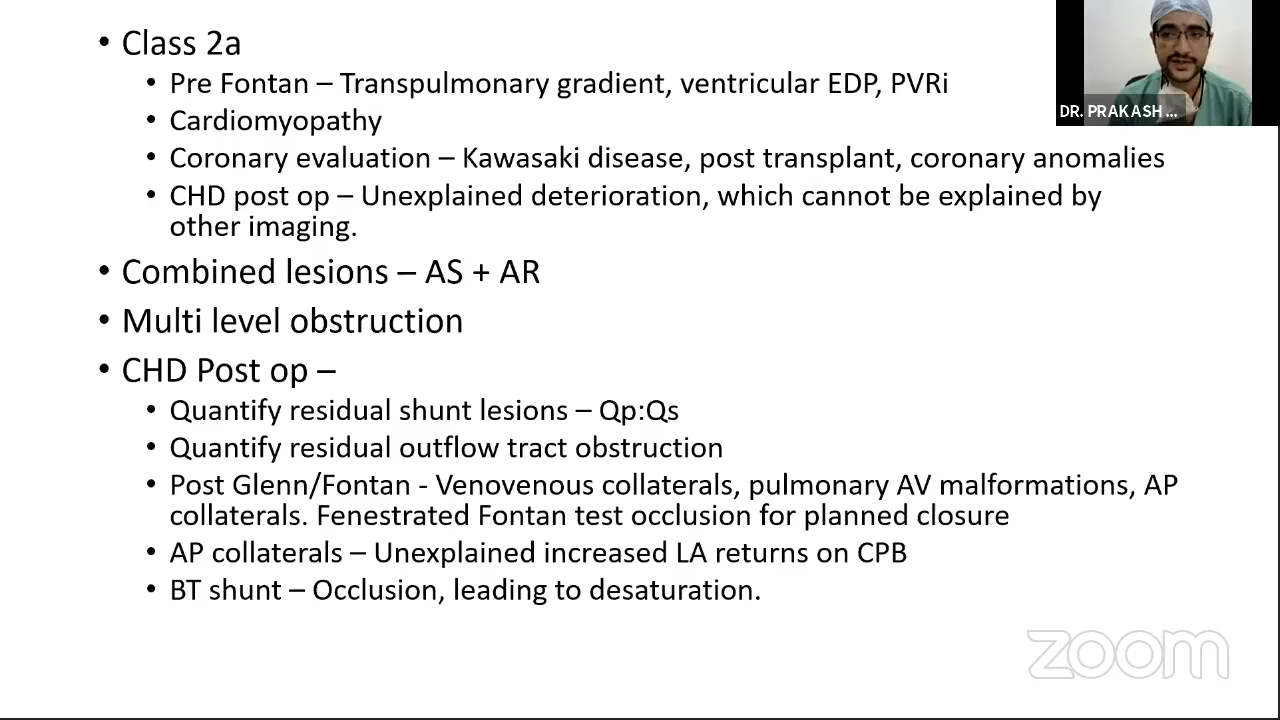 • Class 2a
• Pre Fontan – Transpulmonary gradient, ventricular EDP, PVRi
• Cardiomyopathy
• Coronary evaluation – Kawasaki disease, post transplant, coronary anomalies
• CHD post op – Unexplained deterioration, which cannot be explained by
other imaging.
• Combined lesions – AS + AR
• Multi level obstruction
• CHD Post op –
• Quantify residual shunt lesions – Qp:Qs
• Quantify residual outflow tract obstruction
• Post Glenn/Fontan - Venovenous collaterals, pulmonary AV malformations, AP
collaterals. Fenestrated Fontan test occlusion for planned closure
• AP collaterals – Unexplained increased LA returns on CPB
• BT shunt – Occlusion, leading to desaturation.
DR. PRAKASH ...
zoom